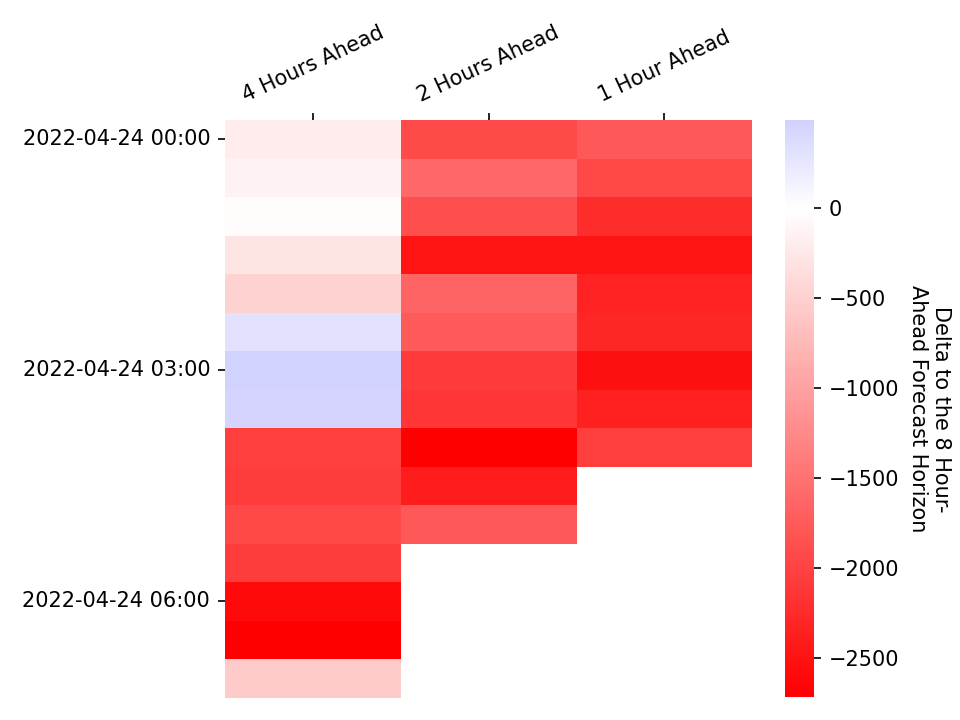 4 Hours Ahead
2 Hours Ahead
1 Hour Ahead
2022-04-24 00:00
2022-04-24 03:00
2022-04-24 06:00
0
−500
−1000
−1500
−2000
−2500
Delta to the 8 Hour-
Ahead Forecast Horizon